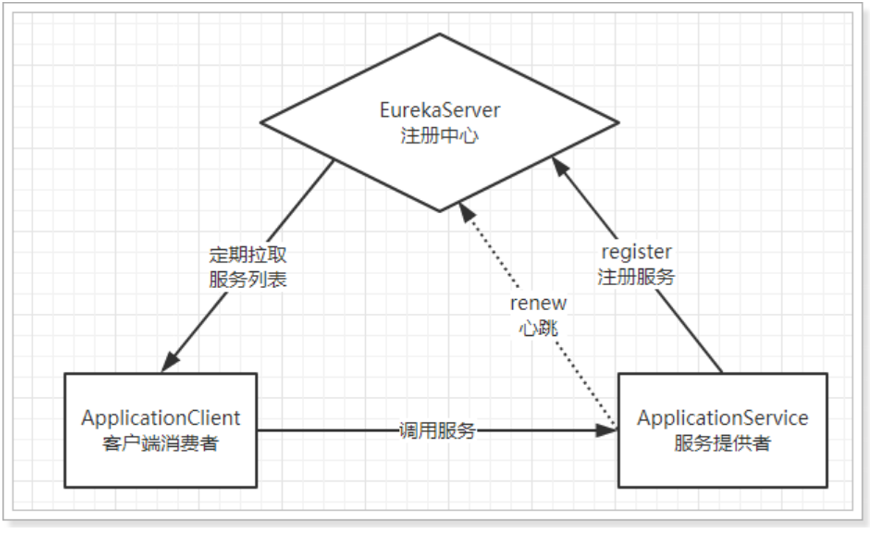 EurekaServer
注册中心
定期拉取
服务列表
register
注册服务
renew
心跳
ApplicationClient
客户端消费者
调用服务
ApplicationService
服务提供者